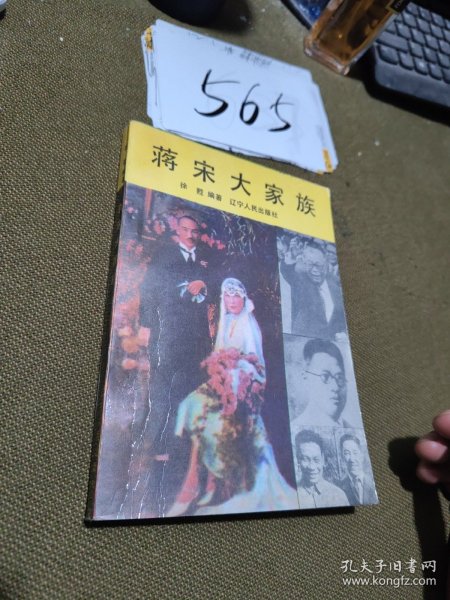 565
蒋宋大家族
徐甦 编著 辽宁人民出版社
孔夫子旧书网
www.kongfz.com